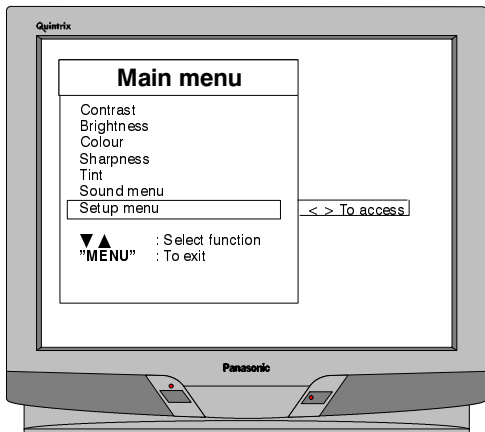 Quintrix
Main menu
Contrast
Brightness
Colour
Sharpness
Tint
Sound menu
Setup menu
< > To access
▼ ▲ : Select function
"MENU" : To exit
Panasonic